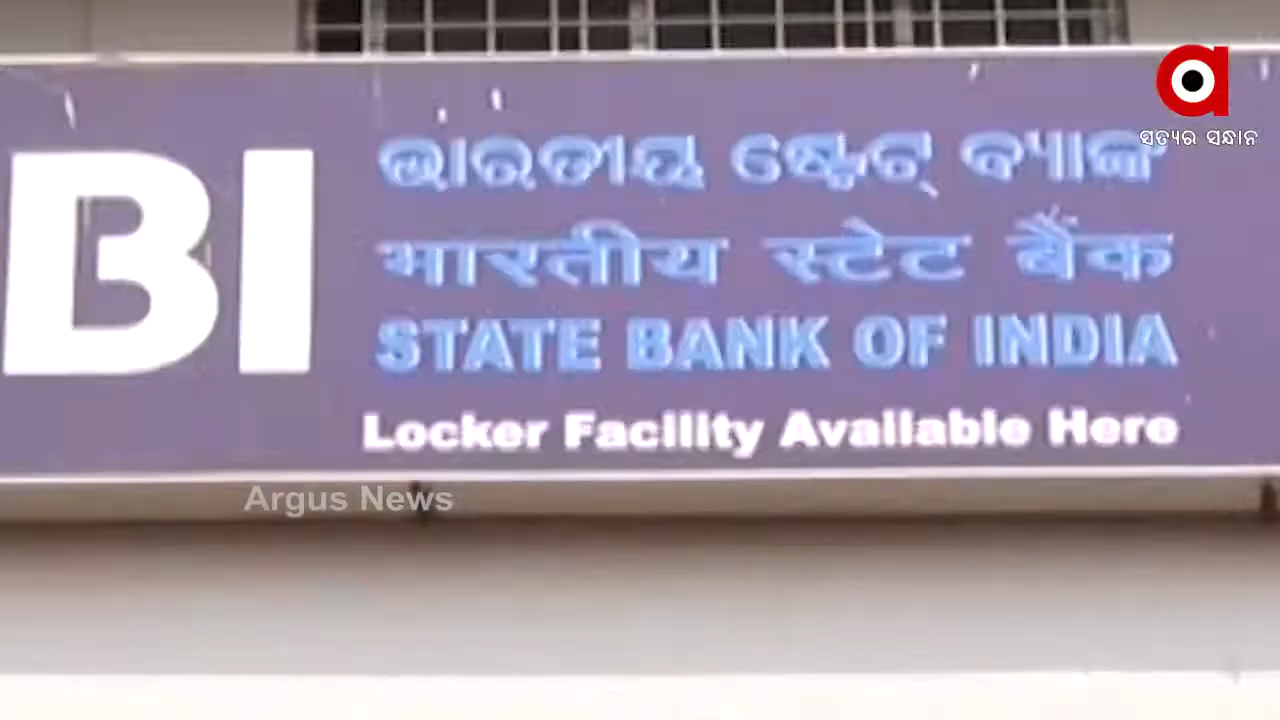 ସତ୍ୟର ସନ୍ଧାନ
BI
ଭାରତୀୟ ଷ୍ଟେଟ୍ ବ୍ୟାଙ୍କ
भारतीय स्टेट बैंक
STATE BANK OF INDIA
Locker Facility Available Here
Argus News